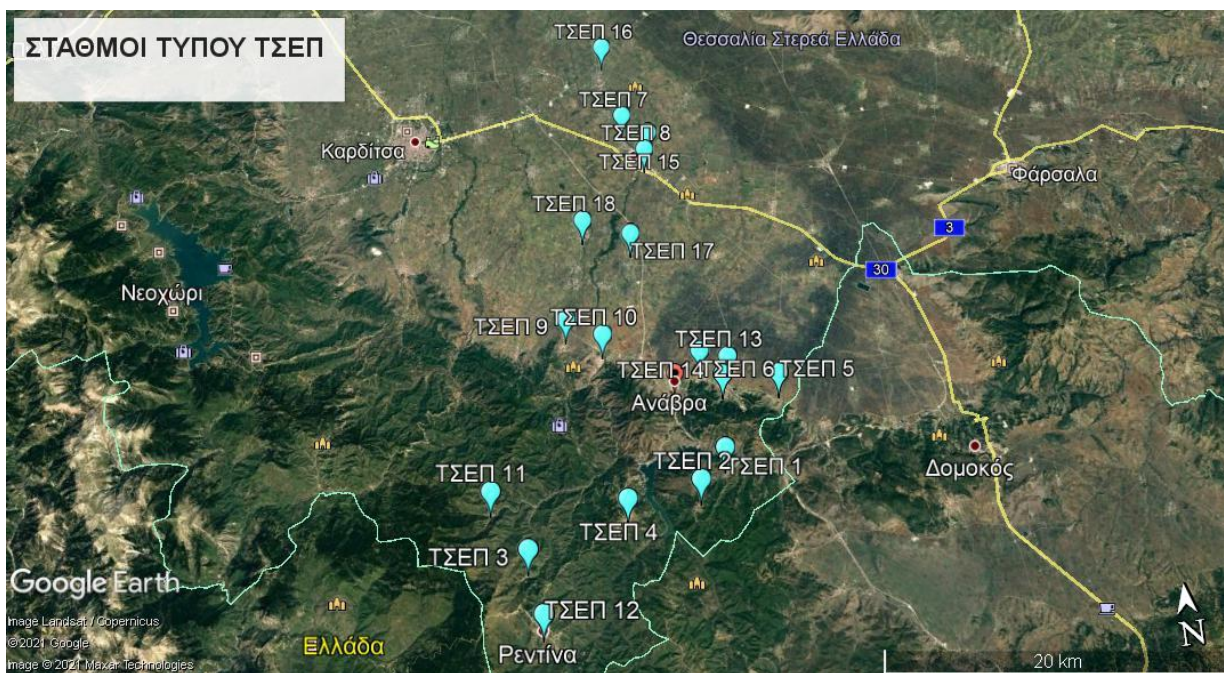 ΣΤΑΘΜΟΙ ΤΥΠΟΥ ΤΣΕΠ
ΤΣΕΠ 16
Θεσσαλία Στερεά Ελλάδα
ΤΣΕΠ 7
ΤΣΕΠ 8
Καρδίτσα
ΤΣΕΠ 15
Φάρσαλα
ΤΣΕΠ 18
3
ΤΣΕΠ 17
30
Νεοχώρι
ΤΣΕΠ 9
ΤΣΕΠ 10
ΤΣΕΠ 13
ΤΣΕΠ 14
ΤΣΕΠ 6
ΤΣΕΠ 5
Ανάβρα
ΤΣΕΠ 2
ΤΣΕΠ 1
Δομοκός
ΤΣΕΠ 11
ΤΣΕΠ 4
ΤΣΕΠ 3
Google Earth
ΤΣΕΠ 12
Image Landsat / Copernicus
©2021 Google
Image © 2021 Maxar Technologies
Ελλάδα
Ρεντίνα
N
20 km